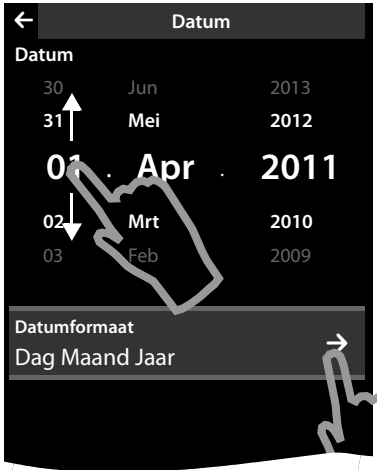 Datum
Datum
30 Jun 2013
31 Mei 2012
01 . Apr . 2011
02 Mrt 2010
03 Feb 2009
Datumformaat
Dag Maand Jaar